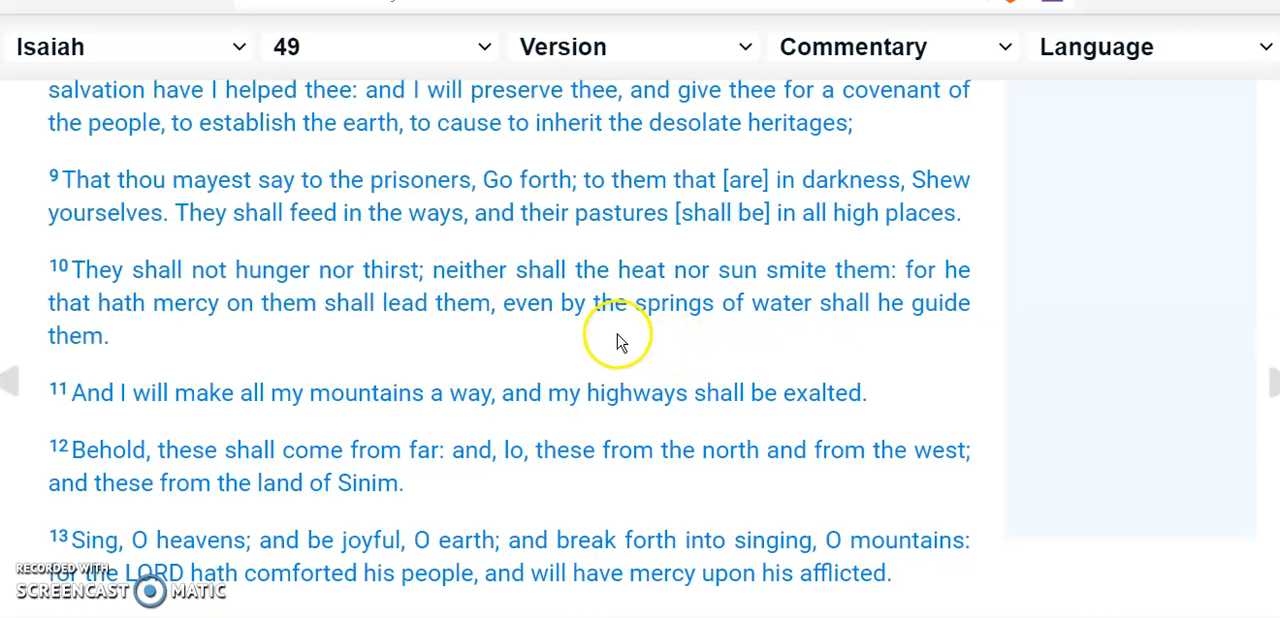 Isaiah 49 Version Commentary Language
salvation have I helped thee: and I will preserve thee, and give thee for a covenant of
the people, to establish the earth, to cause to inherit the desolate heritages;
9 That thou mayest say to the prisoners, Go forth; to them that [are] in darkness, Shew
yourselves. They shall feed in the ways, and their pastures [shall be] in all high places.
10 They shall not hunger nor thirst; neither shall the heat nor sun smite them: for he
that hath mercy on them shall lead them, even by the springs of water shall he guide
them.
11 And I will make all my mountains a way, and my highways shall be exalted.
12 Behold, these shall come from far: and, lo, these from the north and from the west;
and these from the land of Sinim.
13 Sing, O heavens; and be joyful, O earth; and break forth into singing, O mountains:
for the LORD hath comforted his people, and will have mercy upon his afflicted.
RECORDED WITH
SCREENCAST MATIC